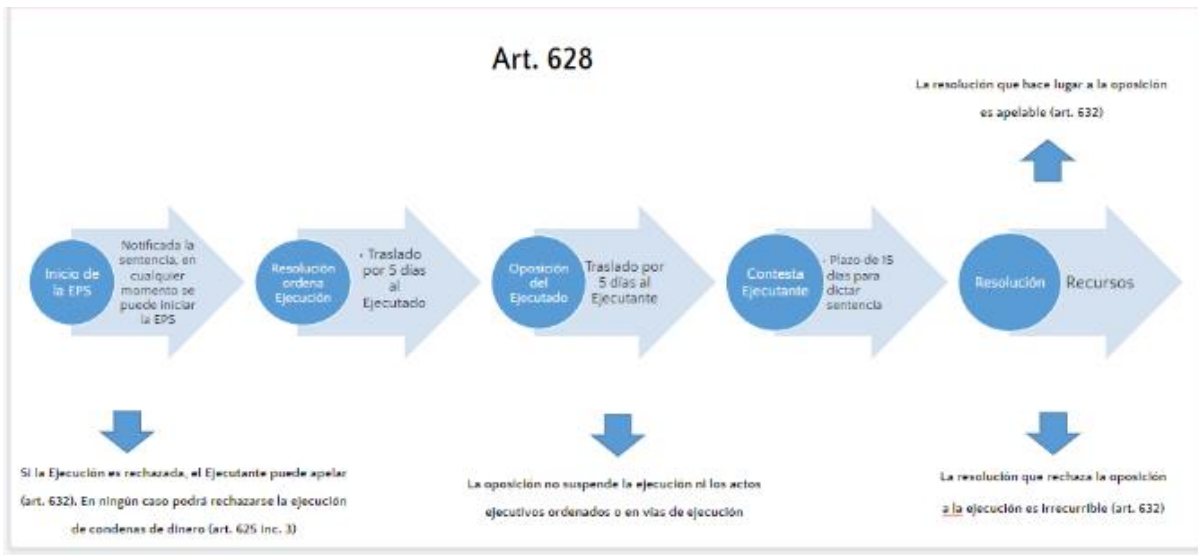 Art. 628
La resolución que hace lugar a la oposición
es apelable (art. 632)
Inicio de
la EPS
Notificada la
sentencia, en
cualquier
momento se
puede iniciar
la EPS
Resolución
ordena
Ejecución
• Traslado
por 5 días
al
Ejecutado
Oposición
del
Ejecutado
Traslado por
5 días al
Ejecutante
Contesta
Ejecutante
• Plazo de 15
días para
dictar
sentencia
Resolución
Recursos
Si la Ejecución es rechazada, el Ejecutante puede apelar
(art. 632). En ningún caso podrá rechazarse la ejecución
de condenas de dinero (art. 625 inc. 3)
La oposición no suspende la ejecución ni los actos
ejecutivos ordenados o en vías de ejecución
La resolución que rechaza la oposición
a la ejecución es irrecurrible (art. 632)